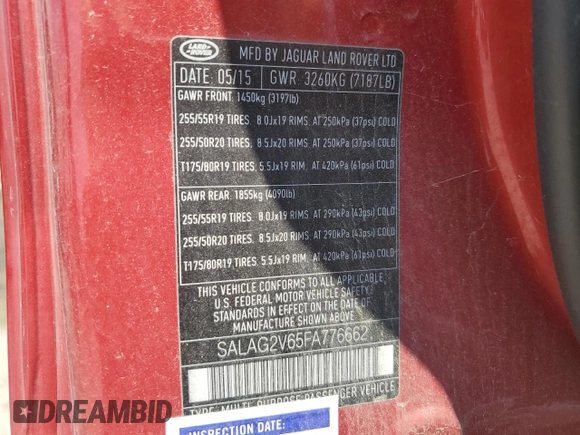 LAND-
ROVER
MFD BY JAGUAR LAND ROVER LTD
DATE: 05/15 GWR: 3260KG (7187LB)
GAWR FRONT: 1450kg (3197lb)
255/55R19 TIRES. 8.0Jx19 RIMS. AT 250kPa (37psi) COLD
255/50R20 TIRES. 8.5Jx20 RIMS. AT 250kPa (37psi) COLD
T175/80R19 TIRES. 5.5Jx19 RIM. AT 420kPa (61psi) COLD
GAWR REAR: 1855kg (4090lb)
255/55R19 TIRES. 8.0Jx19 RIMS. AT 290kPa (43psi) COLD
255/50R20 TIRES. 8.5Jx20 RIMS. AT 290kPa (43psi) COLD
T175/80R19 TIRES. 5.5Jx19 RIM. AT 420kPa (61psi) COLD
THIS VEHICLE CONFORMS TO ALL APPLICABLE
U.S. FEDERAL MOTOR VEHICLE SAFETY
STANDARDS IN EFFECT ON THE DATE OF
MANUFACTURE SHOWN ABOVE.
SALAG2V65FA776662
TYPE: MULTI-PURPOSE PASSENGER VEHICLE
INSPECTION DATE:
DREAMBID